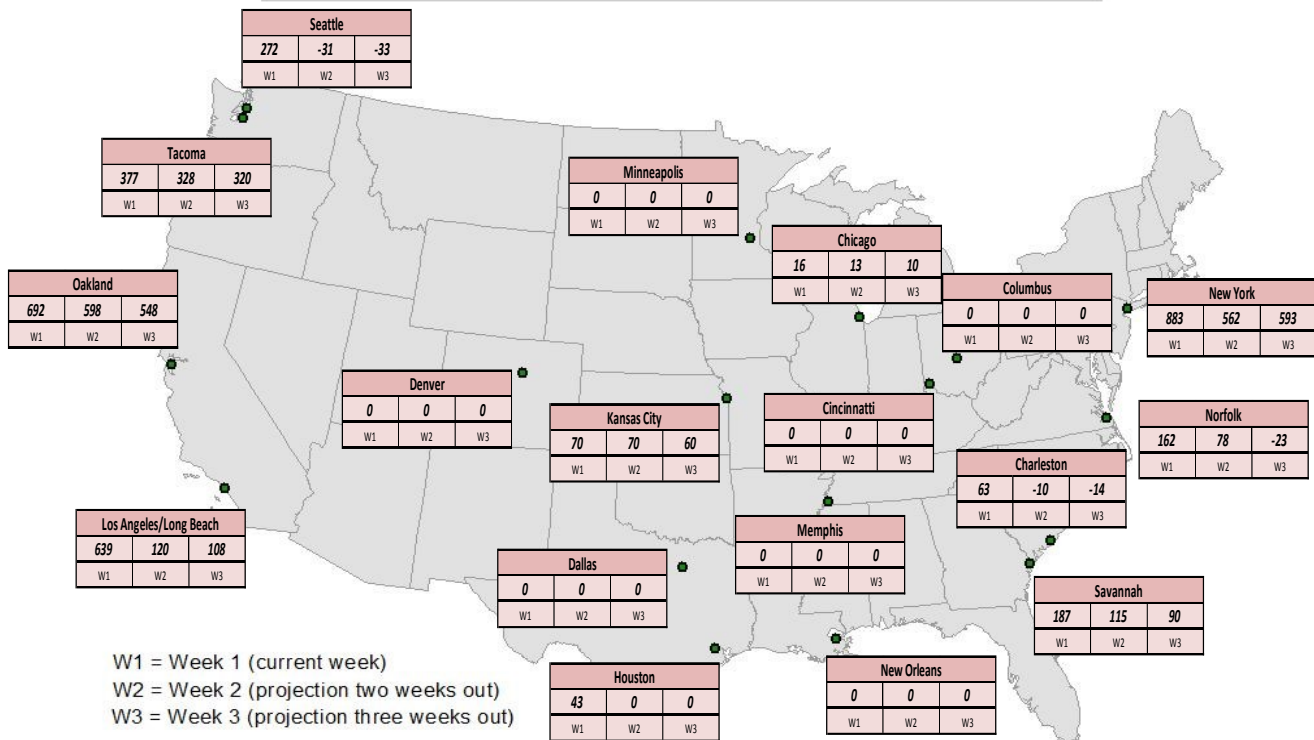 Seattle
272 -31 -33
W1 W2 W3
Tacoma
377 328 320
W1 W2 W3
Minneapolis
0 0 0
W1 W2 W3
Chicago
16 13 10
W1 W2 W3
Oakland
692 598 548
W1 W2 W3
Columbus
0 0 0
W1 W2 W3
New York
883 562 593
W1 W2 W3
Denver
0 0 0
W1 W2 W3
Kansas City
70 70 60
W1 W2 W3
Cincinnatti
0 0 0
W1 W2 W3
Norfolk
162 78 -23
W1 W2 W3
Charleston
63 -10 -14
W1 W2 W3
Los Angeles/Long Beach
639 120 108
W1 W2 W3
Memphis
0 0 0
W1 W2 W3
Dallas
0 0 0
W1 W2 W3
Savannah
187 115 90
W1 W2 W3
W1 = Week 1 (current week)
W2 = Week 2 (projection two weeks out)
W3 = Week 3 (projection three weeks out)
Houston
43 0 0
W1 W2 W3
New Orleans
0 0 0
W1 W2 W3